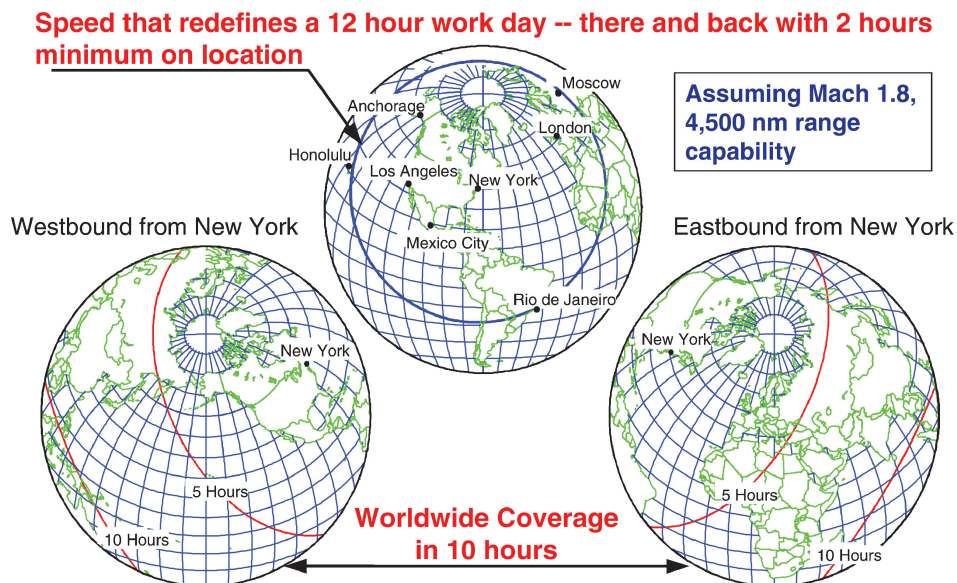 Speed that redefines a 12 hour work day -- there and back with 2 hours
minimum on location
Assuming Mach 1.8,
4,500 nm range
capability
Moscow
Anchorage
London
Honolulu
Los Angeles
New York
Mexico City
Rio de Janeiro
Westbound from New York
New York
5 Hours
10 Hours
Eastbound from New York
New York
5 Hours
10 Hours
Worldwide Coverage
in 10 hours